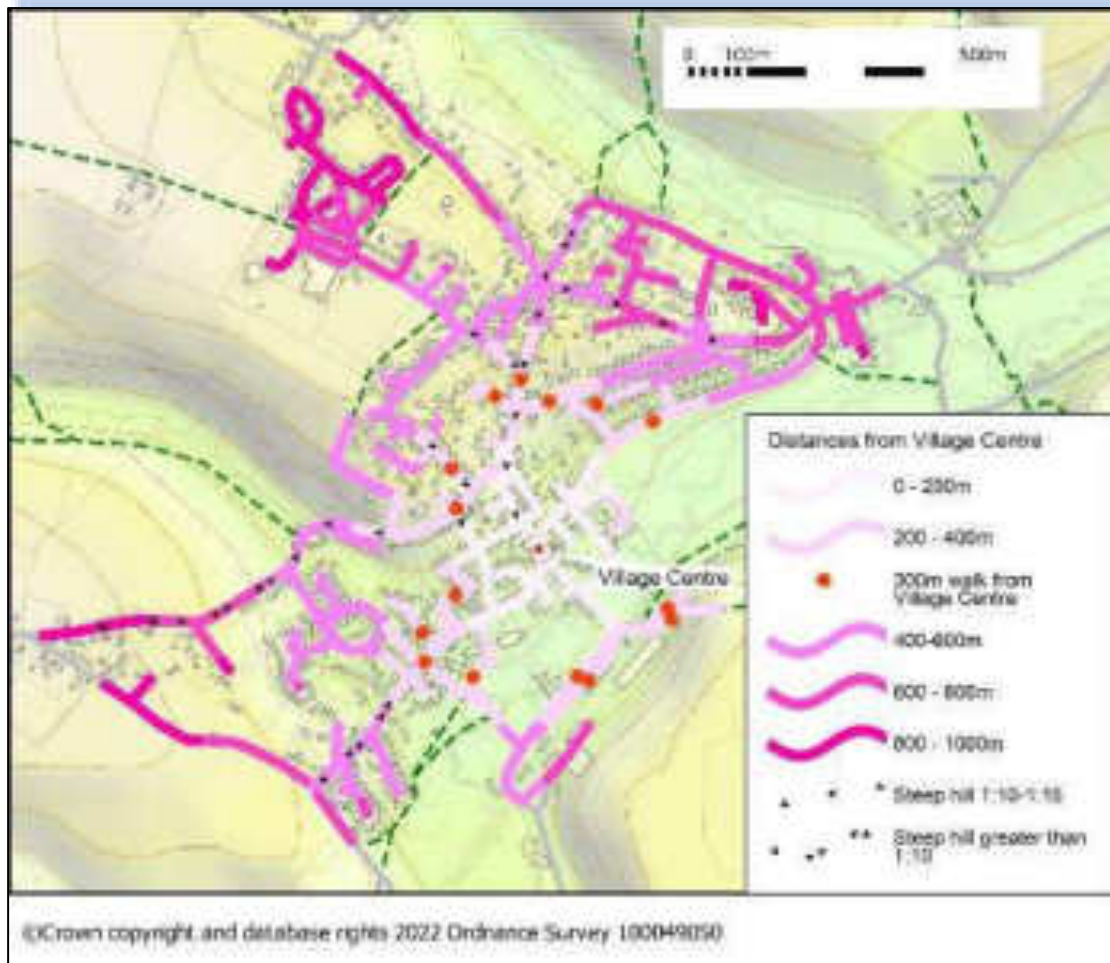 0 100m 500m
Village Centre
Distances from Village Centre
0 - 200m
200 - 400m
300m walk from
Village Centre
400-600m
600 - 800m
800 - 1000m
Steep hill 1:10-1:15
Steep hill greater than
1:10
©Crown copyright and database rights 2022 Ordnance Survey 100049050